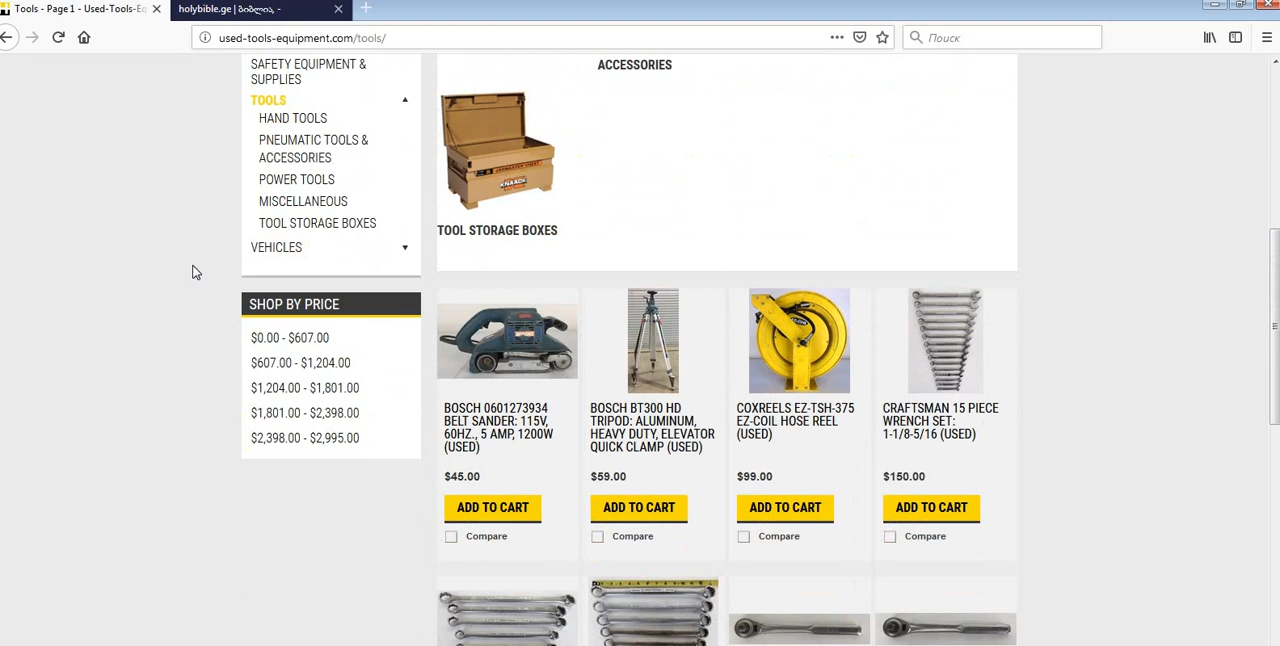 Tools - Page 1 - Used-Tools-Eq
holybible.ge | ბიბლია, -
used-tools-equipment.com/tools/
Поиск
SAFETY EQUIPMENT &
SUPPLIES
TOOLS
HAND TOOLS
PNEUMATIC TOOLS &
ACCESSORIES
POWER TOOLS
MISCELLANEOUS
TOOL STORAGE BOXES
VEHICLES
SHOP BY PRICE
$0.00 - $607.00
$607.00 - $1,204.00
$1,204.00 - $1,801.00
$1,801.00 - $2,398.00
$2,398.00 - $2,995.00
ACCESSORIES
KNAACK
TOOL STORAGE BOXES
BOSCH 0601273934
BELT SANDER: 115V,
60HZ., 5 AMP, 1200W
(USED)
$45.00
ADD TO CART
Compare
BOSCH BT300 HD
TRIPOD: ALUMINUM,
HEAVY DUTY, ELEVATOR
QUICK CLAMP (USED)
$59.00
ADD TO CART
Compare
COXREELS EZ-TSH-375
EZ-COIL HOSE REEL
(USED)
$99.00
ADD TO CART
Compare
CRAFTSMAN 15 PIECE
WRENCH SET:
1-1/8-5/16 (USED)
$150.00
ADD TO CART
Compare